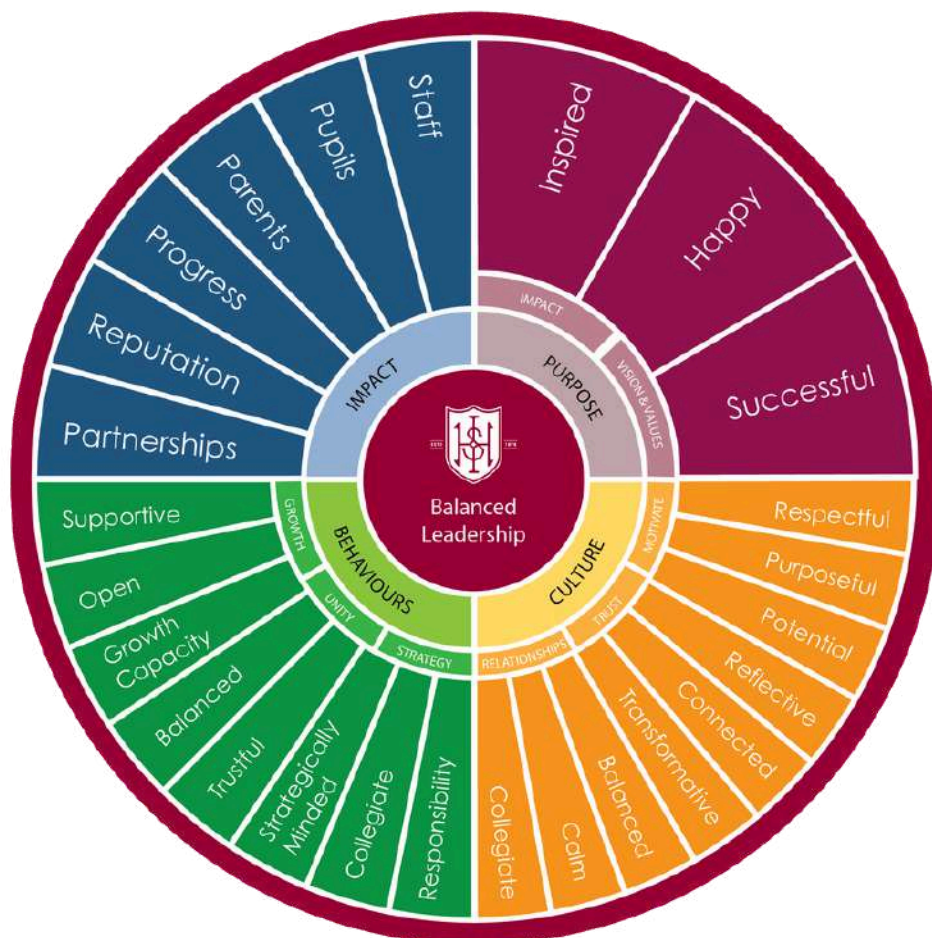 Balanced
Leadership
PURPOSE
IMPACT
VISION & VALUES
Inspired
Happy
Successful
CULTURE
MOTIVATE
TRUST
RELATIONSHIPS
Respectful
Purposeful
Potential
Reflective
Connected
Transformative
Balanced
Calm
Collegiate
BEHAVIOURS
STRATEGY
UNITY
GROWTH
Responsibility
Collegiate
Strategically
Minded
Trustful
Balanced
Growth
Capacity
Open
Supportive
IMPACT
Partnerships
Reputation
Progress
Parents
Pupils
Staff